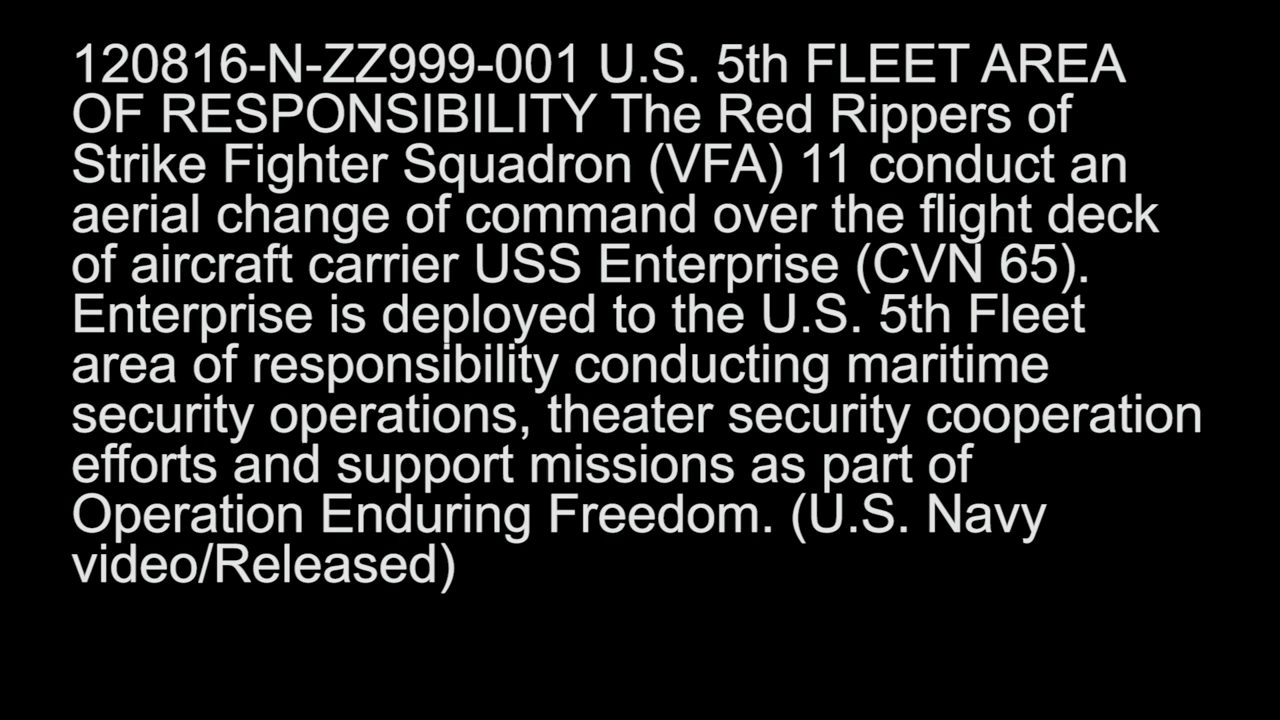 120816-N-ZZ999-001 U.S. 5th FLEET AREA
OF RESPONSIBILITY The Red Rippers of
Strike Fighter Squadron (VFA) 11 conduct an
aerial change of command over the flight deck
of aircraft carrier USS Enterprise (CVN 65).
Enterprise is deployed to the U.S. 5th Fleet
area of responsibility conducting maritime
security operations, theater security cooperation
efforts and support missions as part of
Operation Enduring Freedom. (U.S. Navy
video/Released)